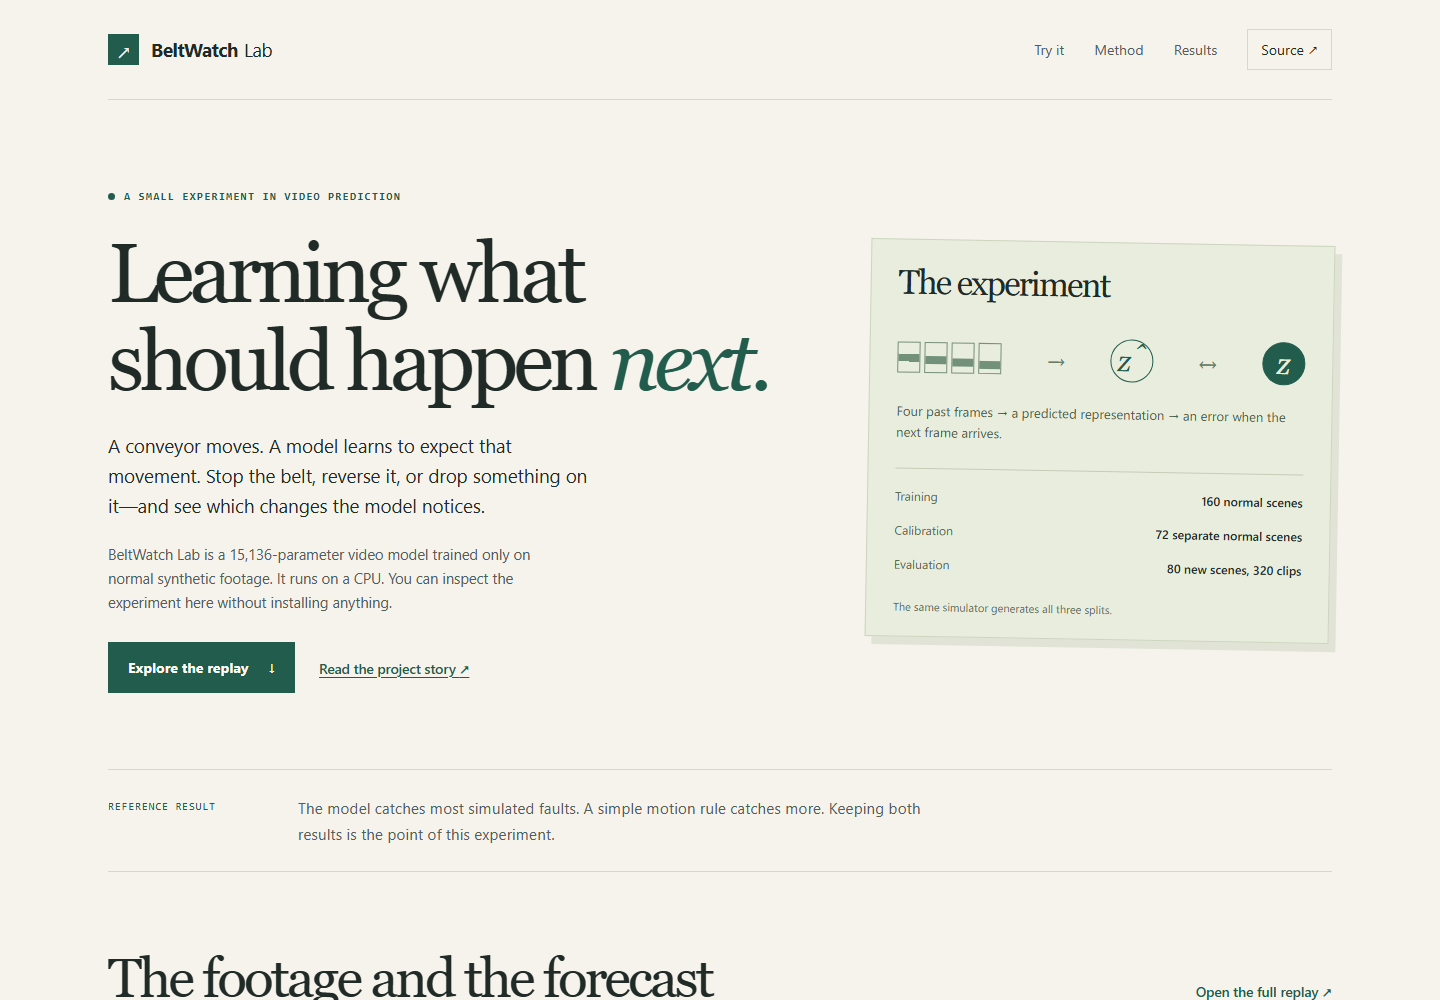 ↗ BeltWatch Lab
Try it Method Results Source ↗
A SMALL EXPERIMENT IN VIDEO PREDICTION
Learning what
should happen next.
A conveyor moves. A model learns to expect that
movement. Stop the belt, reverse it, or drop something on
it—and see which changes the model notices.
BeltWatch Lab is a 15,136-parameter video model trained only on
normal synthetic footage. It runs on a CPU. You can inspect the
experiment here without installing anything.
Explore the replay ↓
Read the project story ↗
The experiment
→ ẑ ↔ z
Four past frames → a predicted representation → an error when the
next frame arrives.
Training 160 normal scenes
Calibration 72 separate normal scenes
Evaluation 80 new scenes, 320 clips
The same simulator generates all three splits.
REFERENCE RESULT
The model catches most simulated faults. A simple motion rule catches more. Keeping both
results is the point of this experiment.
The footage and the forecast
Open the full replay ↗